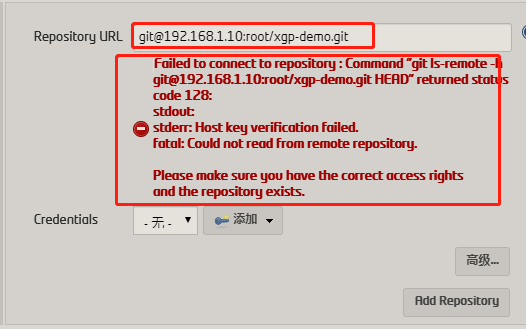 Repository URL git@192.168.1.10:root/xgp-demo.git
Failed to connect to repository : Command "git ls-remote -h
git@192.168.1.10:root/xgp-demo.git HEAD" returned status
code 128:
stdout:
stderr: Host key verification failed.
fatal: Could not read from remote repository.
Please make sure you have the correct access rights
and the repository exists.
Credentials - 无 - 添加
高级...
Add Repository